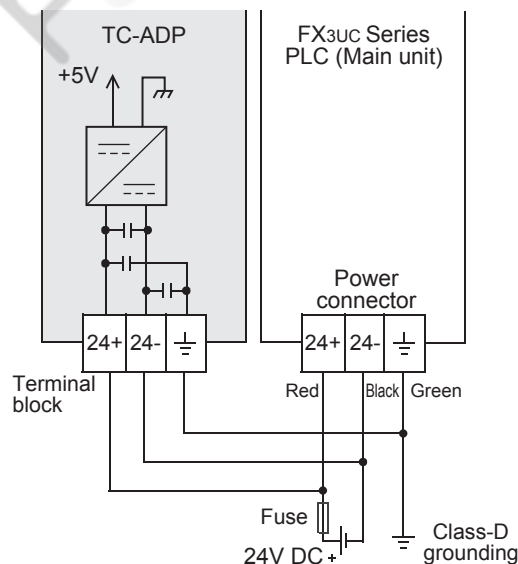 TC-ADP
FX3UC Series
PLC (Main unit)
+5V
Power
connector
24+ 24-
24+ 24-
Terminal
block
Red Black Green
Fuse
24V DC +
Class-D
grounding